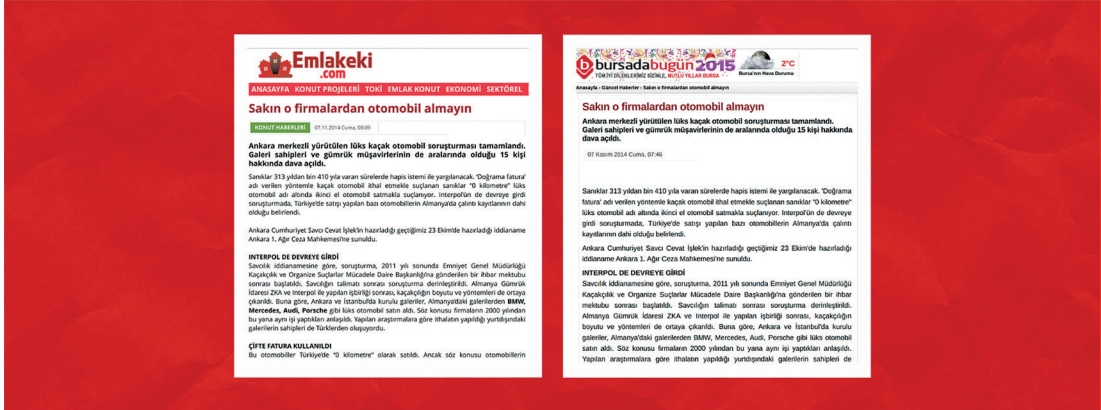 Emlakeki
.com
ANASAYFA KONUT PROJELERİ TOKİ EMLAK KONUT EKONOMİ SEKTÖREL
Sakın o firmalardan otomobil almayın
KONUT HABERLERİ 07.11.2014 Cuma, 08:09
Ankara merkezli yürütülen lüks kaçak otomobil soruşturması tamamlandı.
Galeri sahipleri ve gümrük müşavirlerinin de aralarında olduğu 15 kişi
hakkında dava açıldı.
Sanıklar 313 yıldan bin 410 yıla varan sürelerde hapis istemi ile yargılanacak. 'Doğrama fatura'
adı verilen yöntemle kaçak otomobil ithal etmekle suçlanan sanıklar "0 kilometre" lüks
otomobil adı altında ikinci el otomobil satmakla suçlanıyor. Interpol'ün de devreye girdi
soruşturmada, Türkiye'de satışı yapılan bazı otomobillerin Almanya'da çalıntı kayıtlarının dahi
olduğu belirlendi.
Ankara Cumhuriyet Savcı Cevat İşlek'in hazırladığı geçtiğimiz 23 Ekim'de hazırladığı iddianame
Ankara 1. Ağır Ceza Mahkemesi'ne sunuldu.
INTERPOL DE DEVREYE GİRDİ
Savcılık iddianamesine göre, soruşturma, 2011 yılı sonunda Emniyet Genel Müdürlüğü
Kaçakçılık ve Organize Suçlarlar Mücadele Daire Başkanlığı'na gönderilen bir ihbar mektubu
sonrası başlatıldı. Savcılığın talimatı sonrası soruşturma derinleştirildi. Almanya Gümrük
İdaresi ZKA ve Interpol ile yapılan işbirliği sonrası, kaçakçılığın boyutu ve yöntemleri de ortaya
çıkarıldı. Buna göre, Ankara ve İstanbul'da kurulu galeriler, Almanya'daki galerilerden BMW,
Mercedes, Audi, Porsche gibi lüks otomobil satın aldı. Söz konusu firmaların 2000 yılından
bu yana aynı işi yaptıkları anlaşıldı. Yapılan araştırmalara göre ithalatın yapıldığı yurtdışındaki
galerilerin sahipleri de Türklerden oluşuyordu.
ÇİFTE FATURA KULLANILDI
Bu otomobiller Türkiye'de "0 kilometre" olarak satıldı. Ancak söz konusu otomobillerin
bursadabugün 2015
TÜM İYİ DİLEKLERİMİZ SİZİNLE, MUTLU YILLAR BURSA
2°C
Bursa'nın Hava Durumu
Anasayfa › Güncel Haberler › Sakın o firmalardan otomobil almayın
Sakın o firmalardan otomobil almayın
Ankara merkezli yürütülen lüks kaçak otomobil soruşturması tamamlandı.
Galeri sahipleri ve gümrük müşavirlerinin de aralarında olduğu 15 kişi hakkında
dava açıldı.
07 Kasım 2014 Cuma, 07:46
Sanıklar 313 yıldan bin 410 yıla varan sürelerde hapis istemi ile yargılanacak. 'Doğrama
fatura' adı verilen yöntemle kaçak otomobil ithal etmekle suçlanan sanıklar "0 kilometre"
lüks otomobil adı altında ikinci el otomobil satmakla suçlanıyor. Interpol'ün de devreye
girdi soruşturmada, Türkiye'de satışı yapılan bazı otomobillerin Almanya'da çalıntı
kayıtlarının dahi olduğu belirlendi.
Ankara Cumhuriyet Savcı Cevat İşlek'in hazırladığı geçtiğimiz 23 Ekim'de hazırladığı
iddianame Ankara 1. Ağır Ceza Mahkemesi'ne sunuldu.
INTERPOL DE DEVREYE GİRDİ
Savcılık iddianamesine göre, soruşturma, 2011 yılı sonunda Emniyet Genel Müdürlüğü
Kaçakçılık ve Organize Suçlarlar Mücadele Daire Başkanlığı'na gönderilen bir ihbar
mektubu sonrası başlatıldı. Savcılığın talimatı sonrası soruşturma derinleştirildi.
Almanya Gümrük İdaresi ZKA ve Interpol ile yapılan işbirliği sonrası, kaçakçılığın
boyutu ve yöntemleri de ortaya çıkarıldı. Buna göre, Ankara ve İstanbul'da kurulu
galeriler, Almanya'daki galerilerden BMW, Mercedes, Audi, Porsche gibi lüks otomobil
satın aldı. Söz konusu firmaların 2000 yılından bu yana aynı işi yaptıkları anlaşıldı.
Yapılan araştırmalara göre ithalatın yapıldığı yurtdışındaki galerilerin sahipleri de